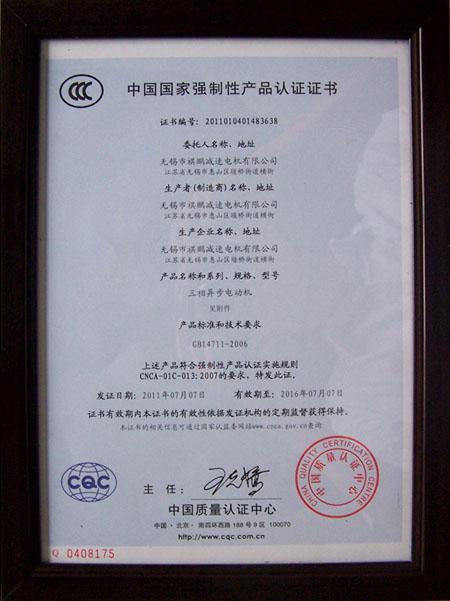 CCC
中国国家强制性产品认证证书
证书编号：2011010401483638
委托人名称、地址
无锡市祺鹏减速电机有限公司
江苏省无锡市惠山区堰桥街道横街
生产者(制造商)名称、地址
无锡市祺鹏减速电机有限公司
江苏省无锡市惠山区堰桥街道横街
生产企业名称、地址
无锡市祺鹏减速电机有限公司
江苏省无锡市惠山区堰桥街道横街
产品名称和系列、规格、型号
三相异步电动机
见附件
产品标准和技术要求
GB14711-2006
上述产品符合强制性产品认证实施规则
CNCA-01C-013:2007的要求，特发此证。
发证日期：2011年07月07日 有效期至：2016年07月07日
证书有效期内本证书的有效性依据发证机构的定期监督获得保持。
本证书的相关信息可通过国家认监委网站www.cnca.gov.cn查询
CQC
主 任：
CHINA QUALITY CERTIFICATION CENTRE
中国质量认证中心
中国质量认证中心
中国·北京·南四环西路188号9区 100070
http://www.cqc.com.cn
Q 0408175